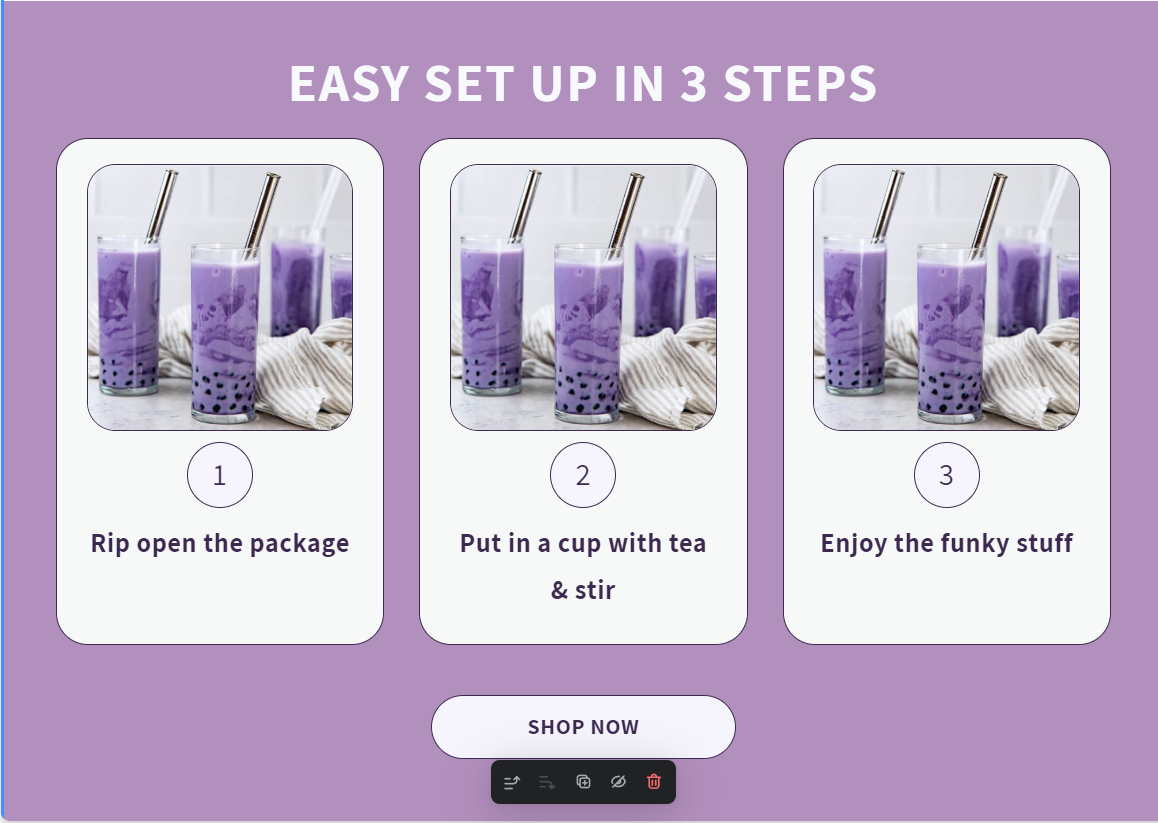 EASY SET UP IN 3 STEPS
1
Rip open the package
2
Put in a cup with tea
& stir
3
Enjoy the funky stuff
SHOP NOW